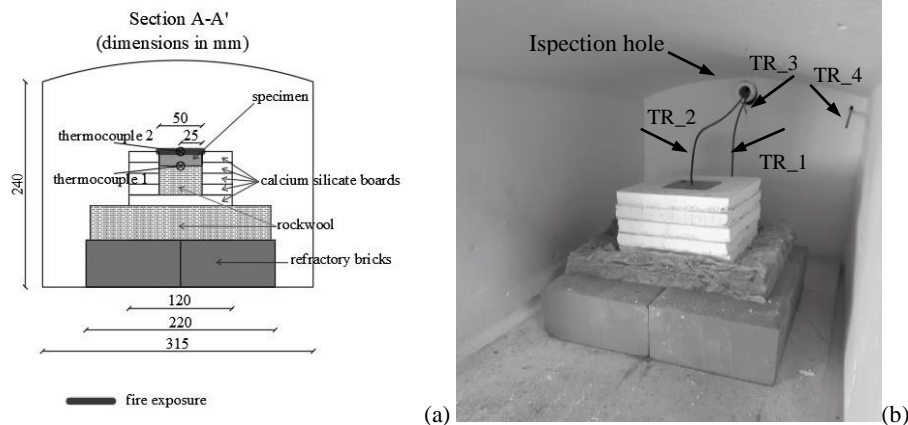 Section A-A'
(dimensions in mm)
specimen
50
25
thermocouple 2
thermocouple 1
calcium silicate boards
240
rockwool
refractory bricks
120
220
315
fire exposure
(a)
Ispection hole
TR_3
TR_4
TR_2
TR_1
(b)